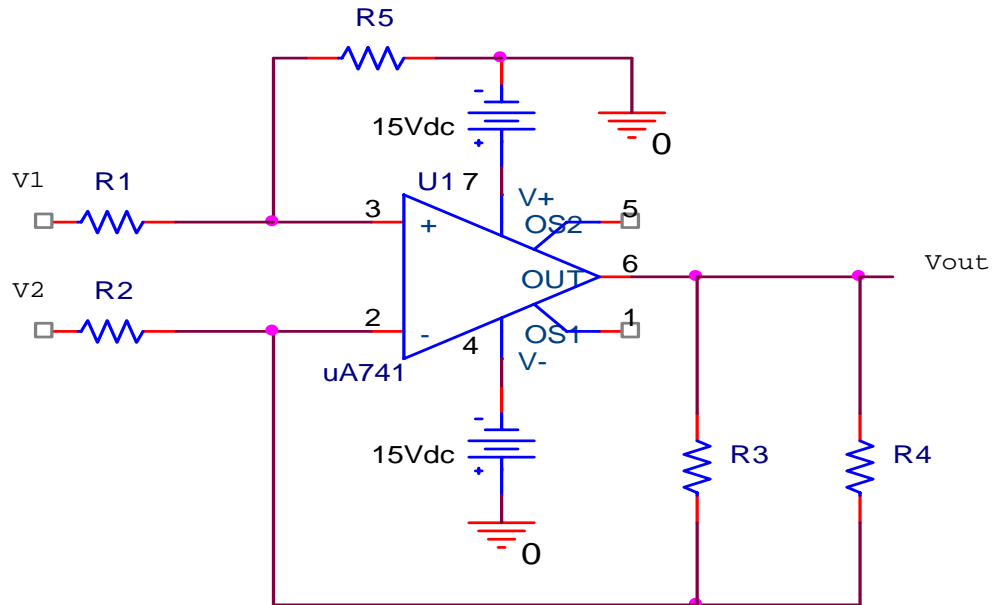 R5
-
15Vdc
+
0
V1
R1
U1
7
V+
3
+
OS2
5
OUT
6
Vout
V2
R2
2
-
4
OS1
1
V-
uA741
-
15Vdc
+
0
R3
R4